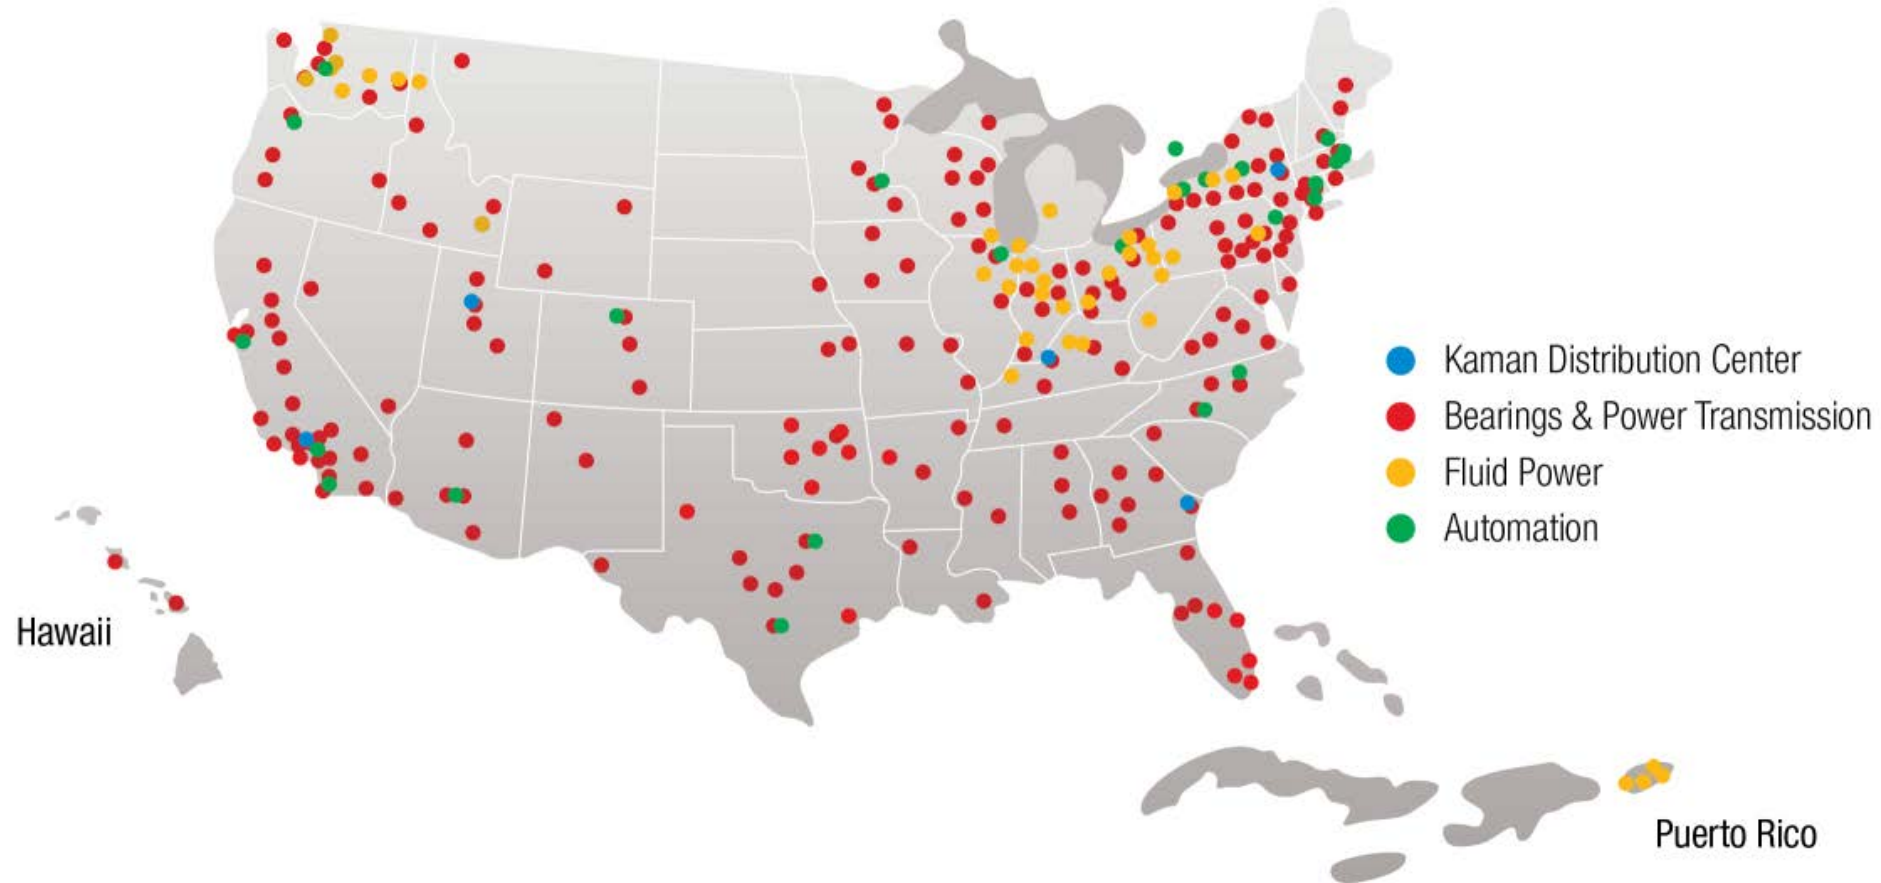 Kaman Distribution Center
Bearings & Power Transmission
Fluid Power
Automation
Hawaii
Puerto Rico